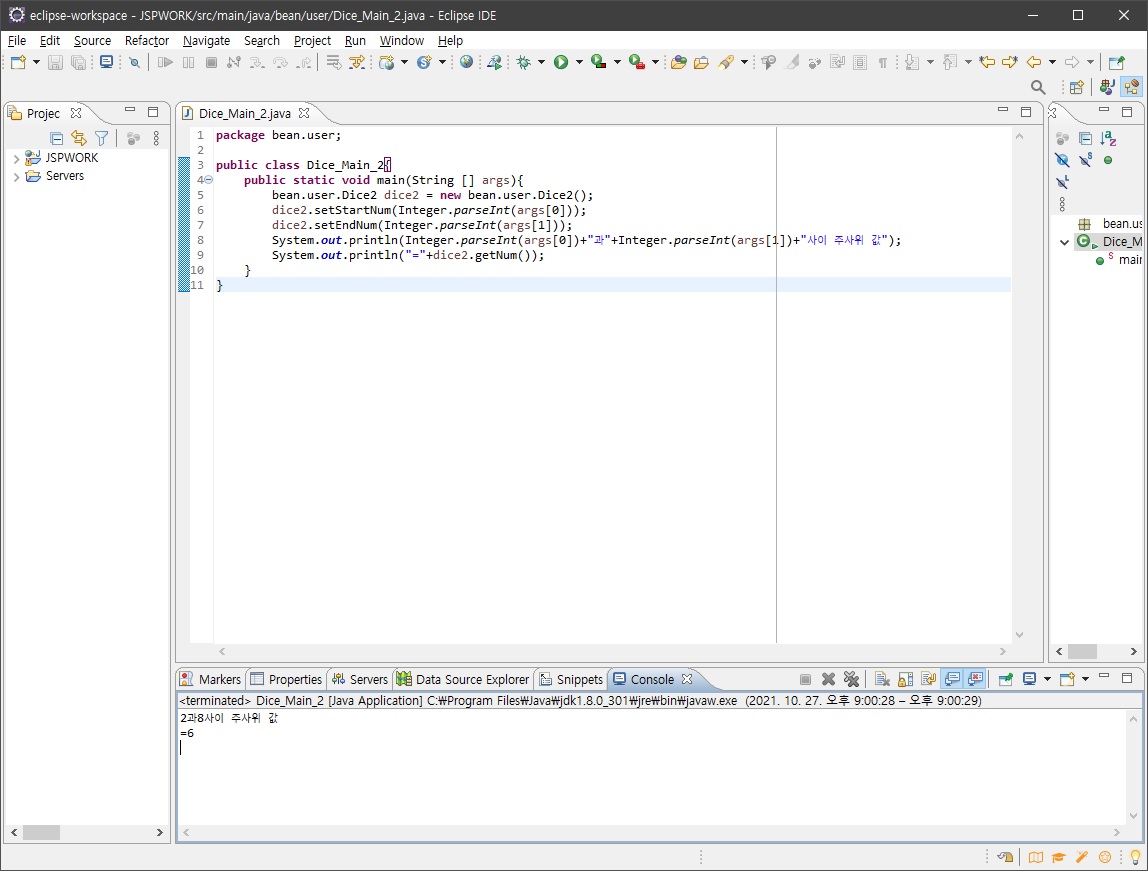 eclipse-workspace - JSPWORK/src/main/java/bean/user/Dice_Main_2.java - Eclipse IDE
File Edit Source Refactor Navigate Search Project Run Window Help
Projec
JSPWORK
Servers
Dice_Main_2.java
1 package bean.user;
2
3 public class Dice_Main_2{
4 public static void main(String [] args){
5 bean.user.Dice2 dice2 = new bean.user.Dice2();
6 dice2.setStartNum(Integer.parseInt(args[0]));
7 dice2.setEndNum(Integer.parseInt(args[1]));
8 System.out.println(Integer.parseInt(args[0])+"과"+Integer.parseInt(args[1])+"사이 주사위 값");
9 System.out.println("="+dice2.getNum());
10 }
11 }
bean.us
Dice_M
main
Markers Properties Servers Data Source Explorer Snippets Console
<terminated> Dice_Main_2 [Java Application] C:₩Program Files₩Java₩jdk1.8.0_301₩jre₩bin₩javaw.exe (2021. 10. 27. 오후 9:00:28 – 오후 9:00:29)
2과8사이 주사위 값
=6